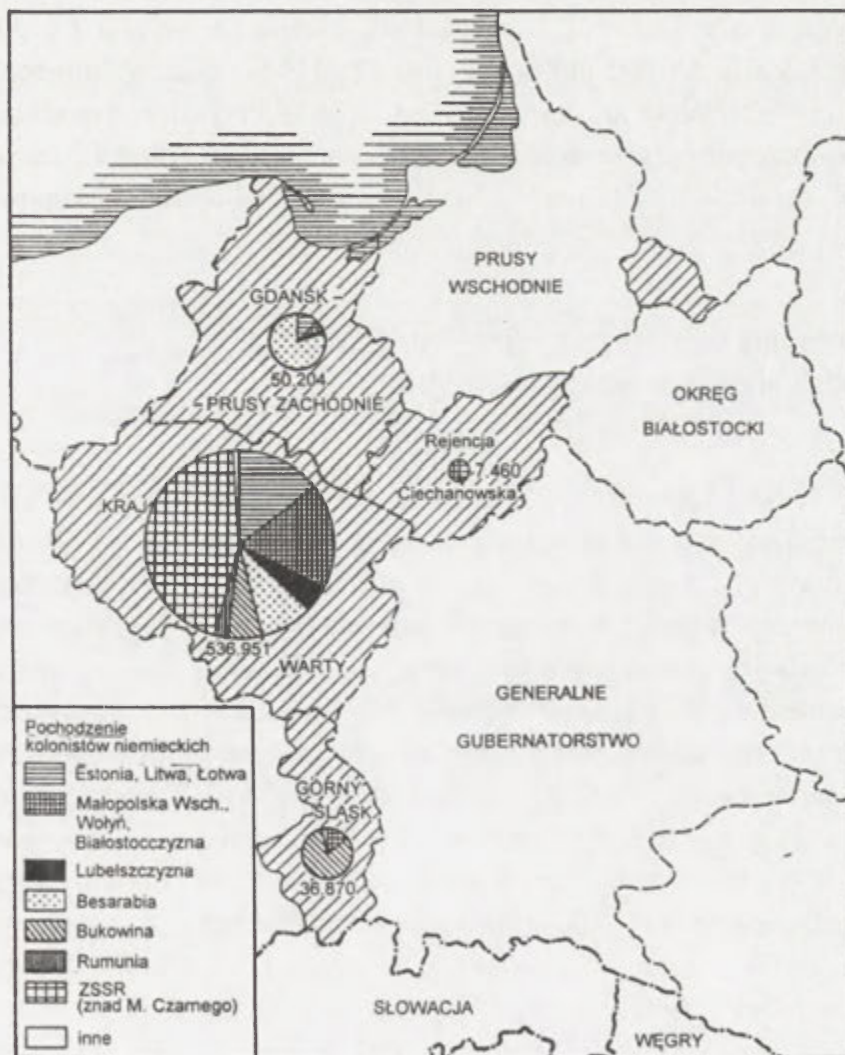 PRUSY
WSCHODNIE
GDAŃSK –
50.204
– PRUSY ZACHODNIE
OKRĘG
BIAŁOSTOCKI
Rejencja
7.460
Ciechanowska
KRAJ
536.951
WARTY
GENERALNE
GUBERNATORSTWO
GÓRNY
ŚLĄSK
36.870
SŁOWACJA
WĘGRY
Pochodzenie
kolonistów niemieckich
Estonia, Litwa, Łotwa
Małopolska Wsch.,
Wołyń,
Białostocczyzna
Lubelszczyzna
Besarabia
Bukowina
Rumunia
ZSSR
(znad M. Czarnego)
inne